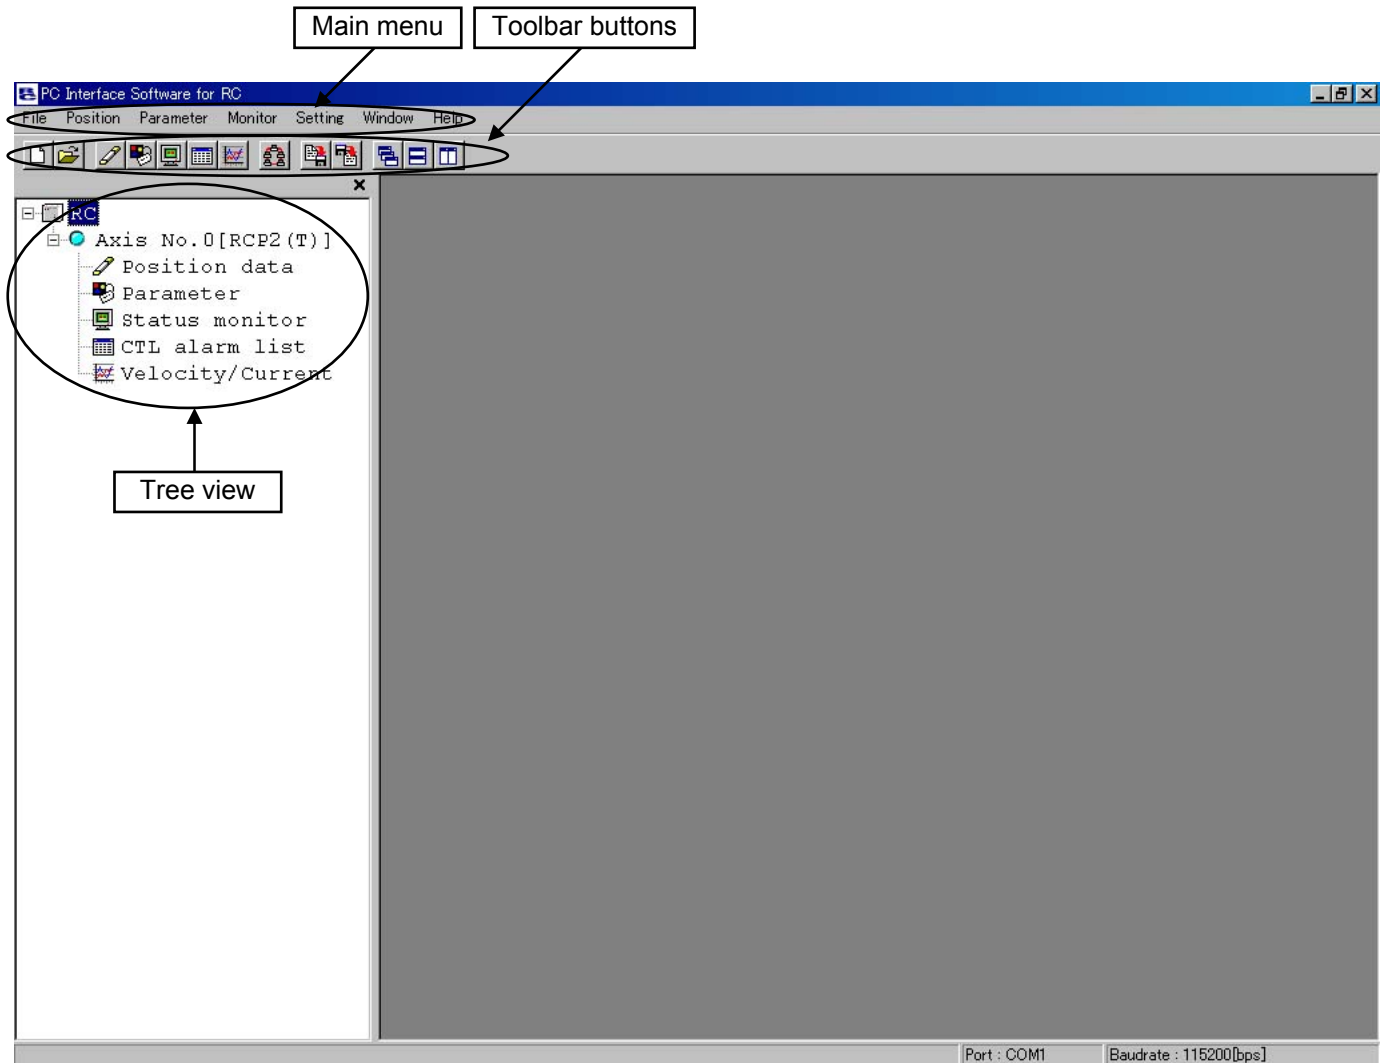 Main menu
Toolbar buttons
PC Interface Software for RC
File Position Parameter Monitor Setting Window Help
RC
Axis No.0[RCP2(T)]
Position data
Parameter
Status monitor
CTL alarm list
Velocity/Current
Tree view
Port : COM1 Baudrate : 115200[bps]